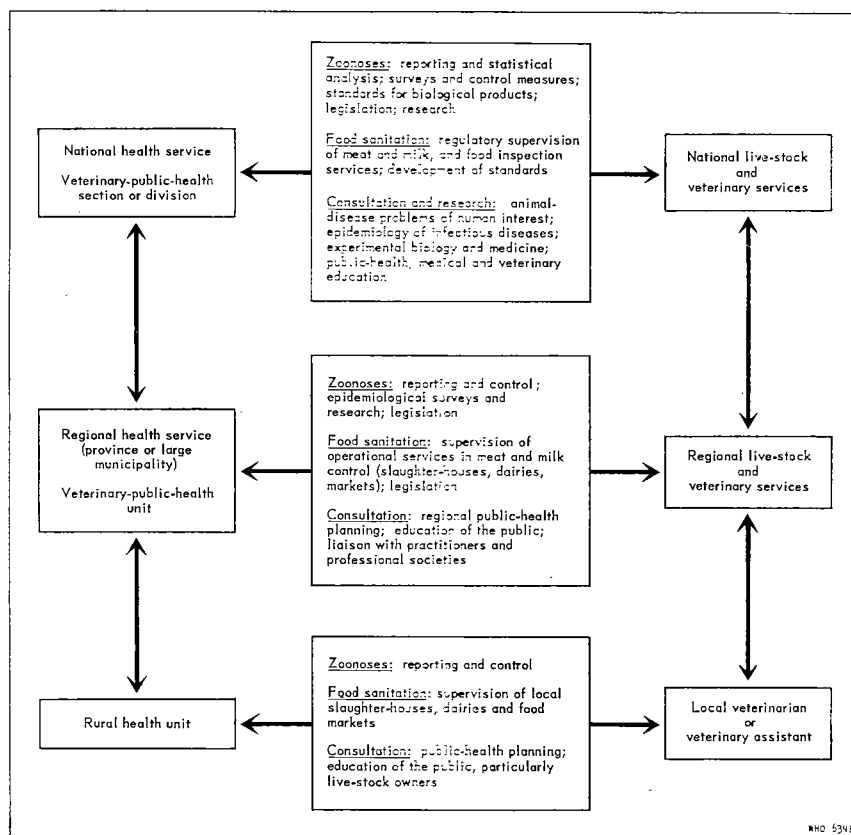 Zoonoses: reporting and statistical
analysis; surveys and control measures;
standards for biological products;
legislation; research
Food sanitation: regulatory supervision
of meat and milk, and food inspection
services; development of standards
Consultation and research: animal-
disease problems of human interest;
epidemiology of infectious diseases;
experimental biology and medicine;
public-health, medical and veterinary
education
National health service
Veterinary-public-health
section or division
National live-stock
and
veterinary services
Zoonoses: reporting and control;
epidemiological surveys and
research; legislation
Food sanitation: supervision of
operational services in meat and milk
control (slaughter-houses, dairies,
markets); legislation
Consultation: regional public-health
planning; education of the public;
liaison with practitioners and
professional societies
Regional health service
(province or large
municipality)
Veterinary-public-health
unit
Regional live-stock
and
veterinary services
Zoonoses: reporting and control
Food sanitation: supervision of local
slaughter-houses, dairies and food
markets
Consultation: public-health planning;
education of the public, particularly
live-stock owners
Rural health unit
Local veterinarian
or
veterinary assistant
WHO